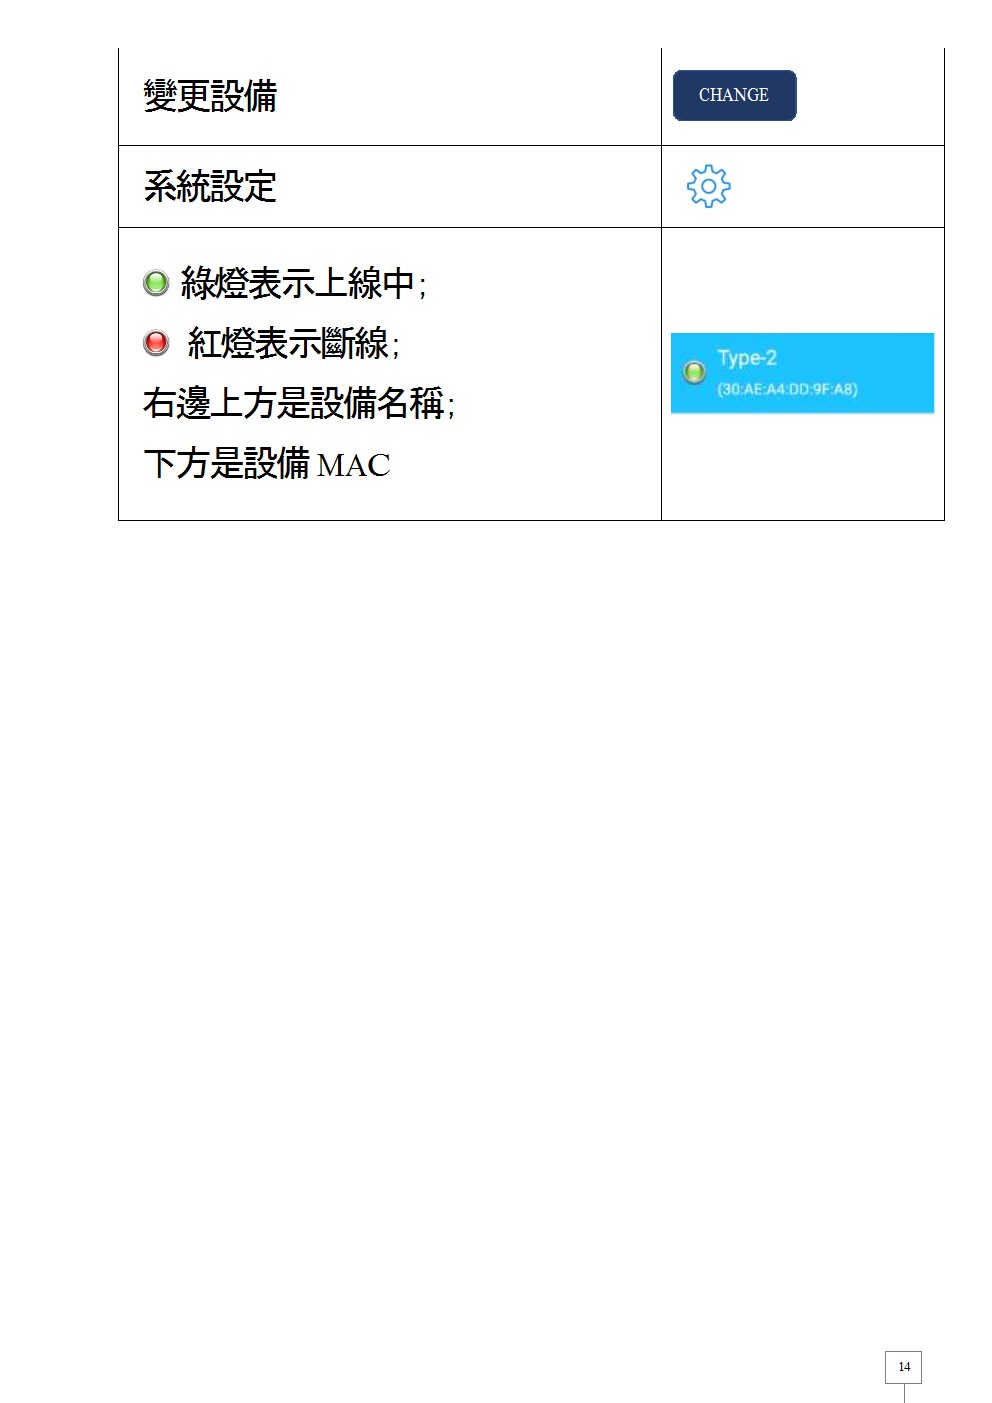 變更設備
CHANGE
系統設定
綠燈表示上線中;
紅燈表示斷線;
右邊上方是設備名稱;
下方是設備 MAC
Type-2
(30:AE:A4:DD:9F:A8)
14